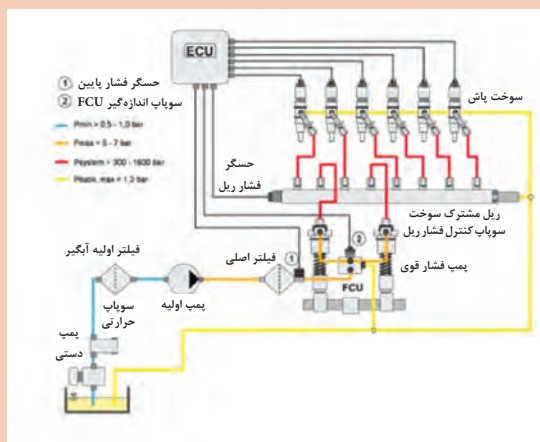 ECU
① حسگر فشار پایین
② سوپاپ اندازه‌گیر FCU
Pmin > 0.5 - 1,0 bar
Pmax = 5 - 7 bar
Psystem > 300 - 1600 bar
max = 1,2 bar
سوخت پاش
حسگر
فشار ریل
ریل مشترک سوخت
سوپاپ کنترل فشار ریل
②
پمپ فشار قوی
FCU
①
فیلتر اصلی
فیلتر اولیه آبگیر
پمپ اولیه
سوپاپ
حرارتی
پمپ
دستی